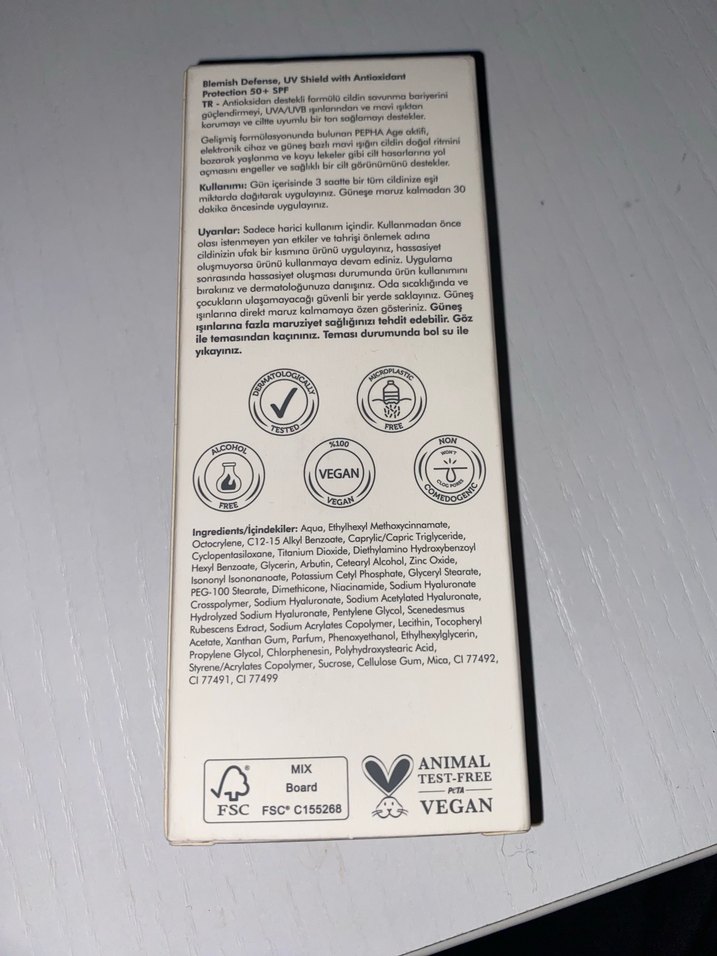 Blemish Defense, UV Shield with Antioxidant
Protection 50+ SPF
TR - Antioksidan destekli formülü cildin savunma bariyerini
güçlendirmeyi, UVA/UVB ışınlarından ve mavi ışıktan
korumayı ve ciltte uyumlu bir ton sağlamayı destekler.
Gelişmiş formülasyonunda bulunan PEPHA Age aktifi,
elektronik cihaz ve güneş bazlı mavi ışığın cildin doğal ritmini
bozarak yaşlanma ve koyu lekeler gibi cilt hasarlarına yol
açmasını engeller ve sağlıklı bir cilt görünümünü destekler.
Kullanımı: Gün içerisinde 3 saatte bir tüm cildinize eşit
miktarda dağıtarak uygulayınız. Güneşe maruz kalmadan 30
dakika öncesinde uygulayınız.
Uyarılar: Sadece harici kullanım içindir. Kullanmadan önce
olası istenmeyen yan etkiler ve tahrişi önlemek adına
cildinizin ufak bir kısmına ürünü uygulayınız, hassasiyet
oluşmuyorsa ürünü kullanmaya devam ediniz. Uygulama
sonrasında hassasiyet oluşması durumunda ürün kullanımını
bırakınız ve dermatoloğunuza danışınız. Oda sıcaklığında ve
çocukların ulaşamayacağı güvenli bir yerde saklayınız. Güneş
ışınlarına direkt maruz kalmamaya özen gösteriniz. Güneş
ışınlarına fazla maruziyet sağlığınızı tehdit edebilir. Göz
ile temasından kaçınınız. Teması durumunda bol su ile
yıkayınız.
DERMATOLOGICALLY
TESTED
MICROPLASTIC
FREE
ALCOHOL
FREE
%100
VEGAN
VEGAN
NON
WON'T
CLOG PORES
COMEDOGENIC
Ingredients/İçindekiler: Aqua, Ethylhexyl Methoxycinnamate,
Octocrylene, C12-15 Alkyl Benzoate, Caprylic/Capric Triglyceride,
Cyclopentasiloxane, Titanium Dioxide, Diethylamino Hydroxybenzoyl
Hexyl Benzoate, Glycerin, Arbutin, Cetearyl Alcohol, Zinc Oxide,
Isononyl Isononanoate, Potassium Cetyl Phosphate, Glyceryl Stearate,
PEG-100 Stearate, Dimethicone, Niacinamide, Sodium Hyaluronate
Crosspolymer, Sodium Hyaluronate, Sodium Acetylated Hyaluronate,
Hydrolyzed Sodium Hyaluronate, Pentylene Glycol, Scenedesmus
Rubescens Extract, Sodium Acrylates Copolymer, Lecithin, Tocopheryl
Acetate, Xanthan Gum, Parfum, Phenoxyethanol, Ethylhexylglycerin,
Propylene Glycol, Chlorphenesin, Polyhydroxystearic Acid,
Styrene/Acrylates Copolymer, Sucrose, Cellulose Gum, Mica, CI 77492,
CI 77491, CI 77499
FSC
MIX
Board
FSC® C155268
ANIMAL
TEST-FREE
PETA
VEGAN